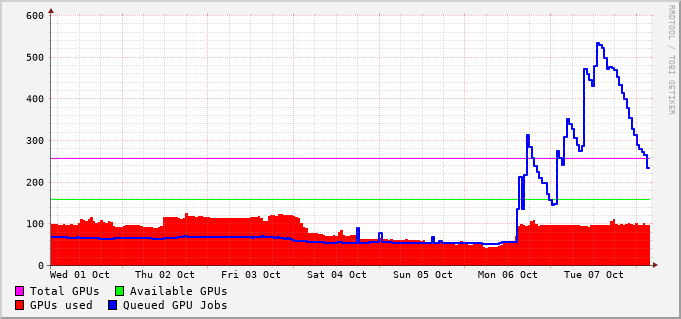 600
500
400
300
200
100
0
Wed 01 Oct Thu 02 Oct Fri 03 Oct Sat 04 Oct Sun 05 Oct Mon 06 Oct Tue 07 Oct
Total GPUs Available GPUs
GPUs used Queued GPU Jobs
RRDTOOL / TOBI OETIKER